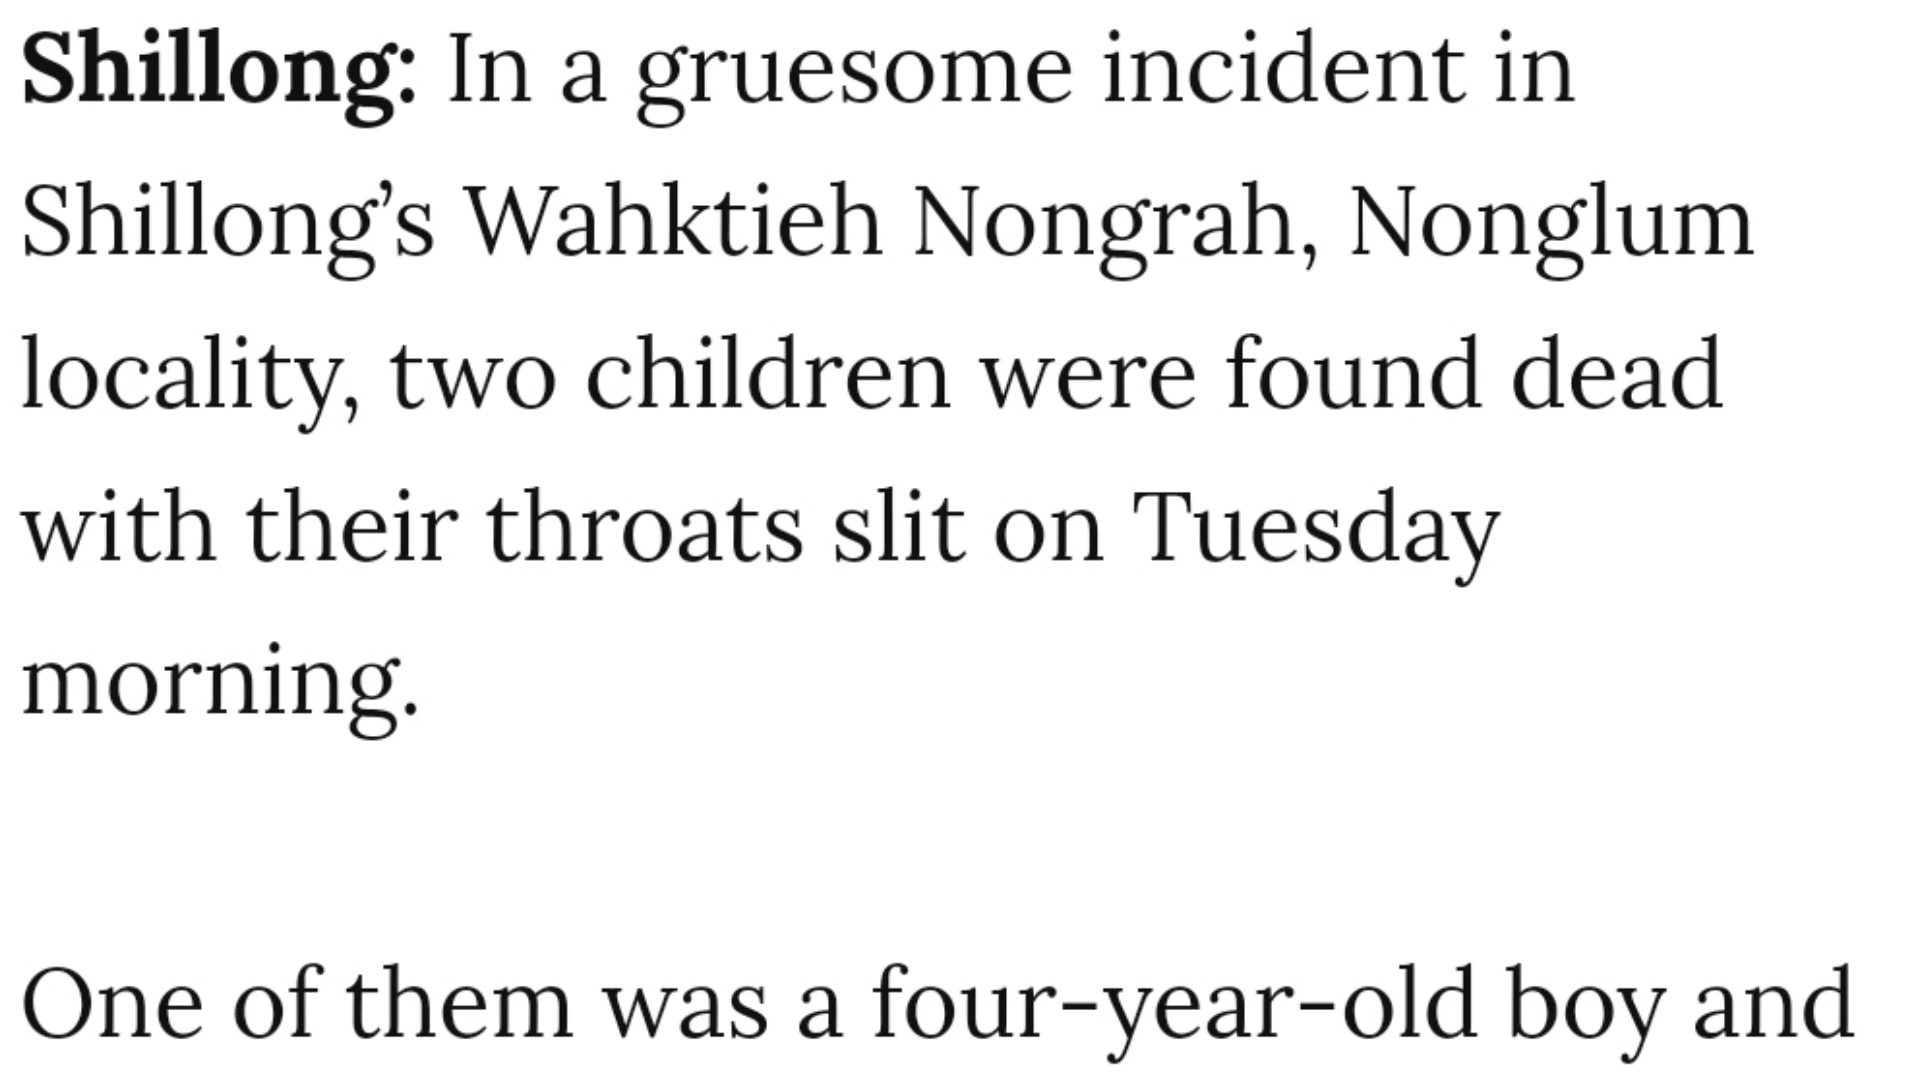 Shillong: In a gruesome incident in
Shillong’s Wahktieh Nongrah, Nonglum
locality, two children were found dead
with their throats slit on Tuesday
morning.
One of them was a four-year-old boy and